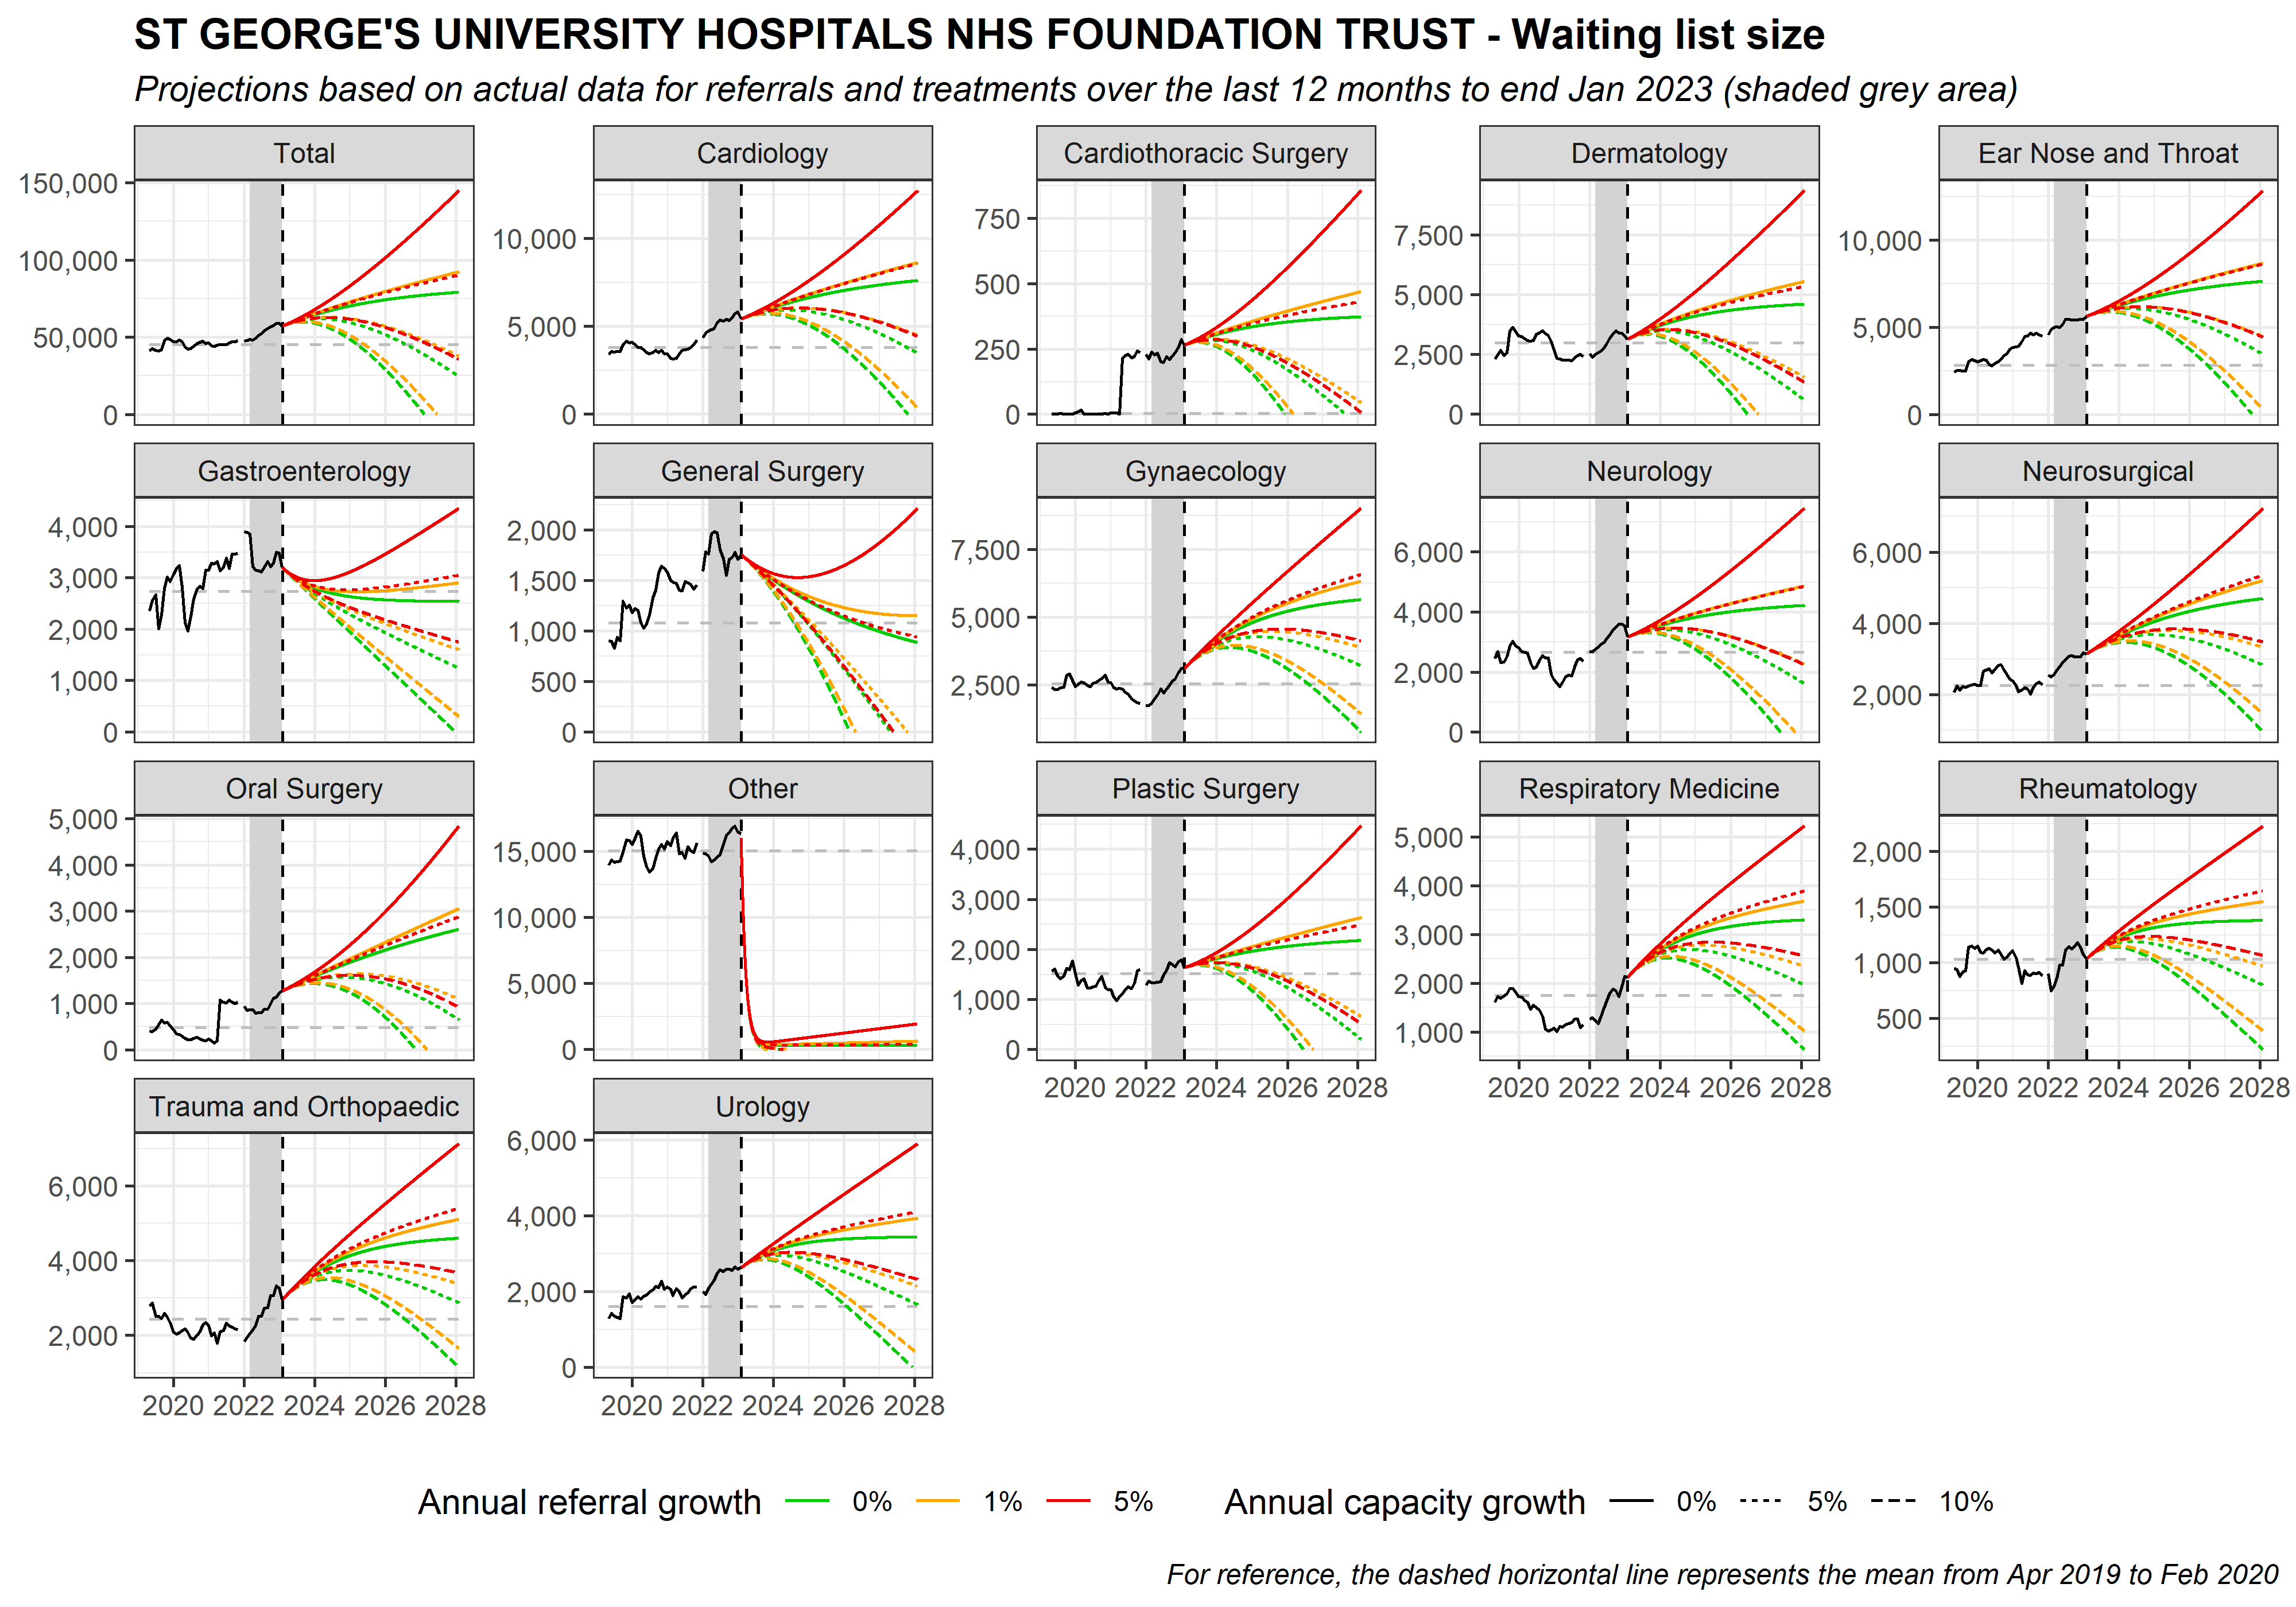 ST GEORGE'S UNIVERSITY HOSPITALS NHS FOUNDATION TRUST - Waiting list size
Projections based on actual data for referrals and treatments over the last 12 months to end Jan 2023 (shaded grey area)
Total
150,000
100,000
50,000
0
Cardiology
10,000
5,000
0
Cardiothoracic Surgery
750
500
250
0
Dermatology
7,500
5,000
2,500
0
Ear Nose and Throat
10,000
5,000
0
Gastroenterology
4,000
3,000
2,000
1,000
0
General Surgery
2,000
1,500
1,000
500
0
Gynaecology
7,500
5,000
2,500
Neurology
6,000
4,000
2,000
0
Neurosurgical
6,000
4,000
2,000
Oral Surgery
5,000
4,000
3,000
2,000
1,000
0
Other
15,000
10,000
5,000
0
Plastic Surgery
4,000
3,000
2,000
1,000
0
2020 2022 2024 2026 2028
Respiratory Medicine
5,000
4,000
3,000
2,000
1,000
2020 2022 2024 2026 2028
Rheumatology
2,000
1,500
1,000
500
2020 2022 2024 2026 2028
Trauma and Orthopaedic
6,000
4,000
2,000
2020 2022 2024 2026 2028
Urology
6,000
4,000
2,000
0
2020 2022 2024 2026 2028
Annual referral growth 0% 1% 5% Annual capacity growth 0% 5% 10%
For reference, the dashed horizontal line represents the mean from Apr 2019 to Feb 2020